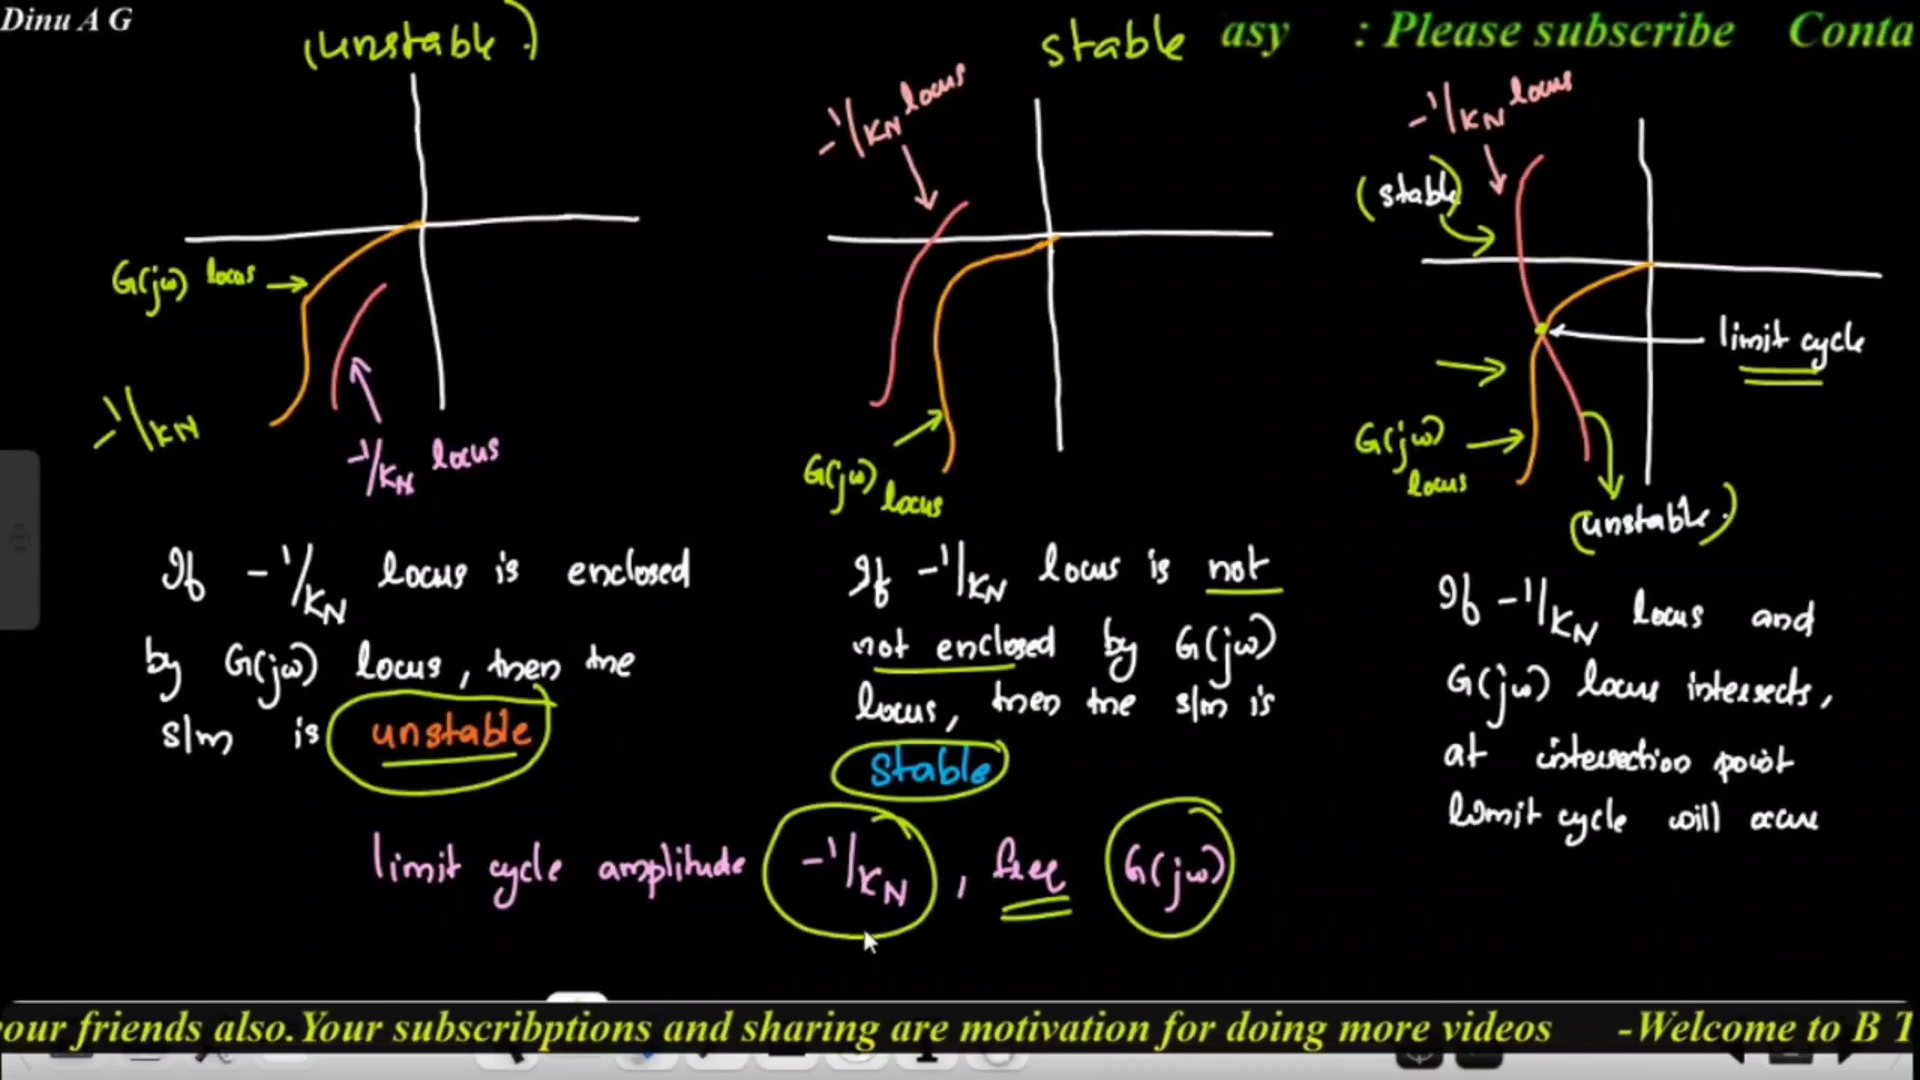 Dinu A G
asy : Please subscribe Conta
(unstable.)
G(jω) locus
-1/KN
-1/KN locus
If -1/KN locus is enclosed
by G(jω) locus, then the
s/m is unstable
stable
-1/KN locus
G(jω) locus
If -1/KN locus is not
not enclosed by G(jω)
locus, then the s/m is
stable
-1/KN locus
(stable)
limit cycle
G(jω)
locus
(unstable.)
If -1/KN locus and
G(jω) locus intersects,
at intersection point
limit cycle will occur
limit cycle amplitude -1/KN , freq G(jω)
our friends also.Your subscribptions and sharing are motivation for doing more videos -Welcome to B T